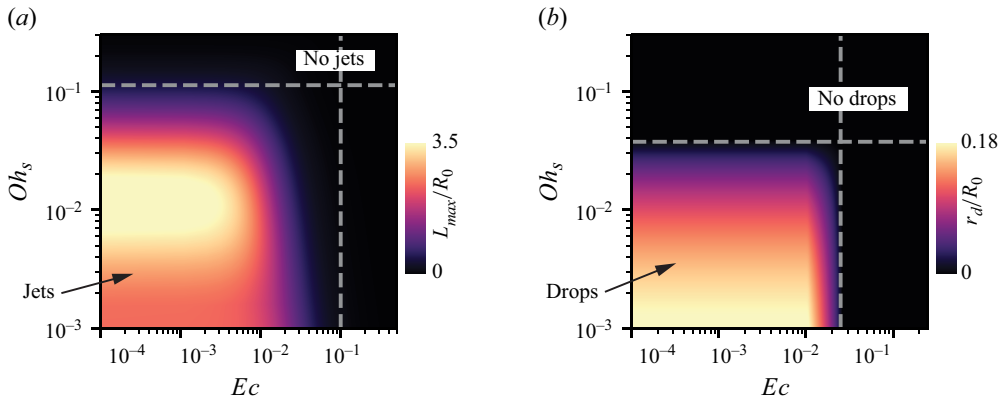 (a)
No jets
10⁻¹
10⁻²
10⁻³
Oh_s
Jets
10⁻⁴ 10⁻³ 10⁻² 10⁻¹
Ec
3.5
L_max/R_0
0
(b)
No drops
10⁻¹
10⁻²
10⁻³
Oh_s
Drops
10⁻⁴ 10⁻³ 10⁻² 10⁻¹
Ec
0.18
r_d/R_0
0